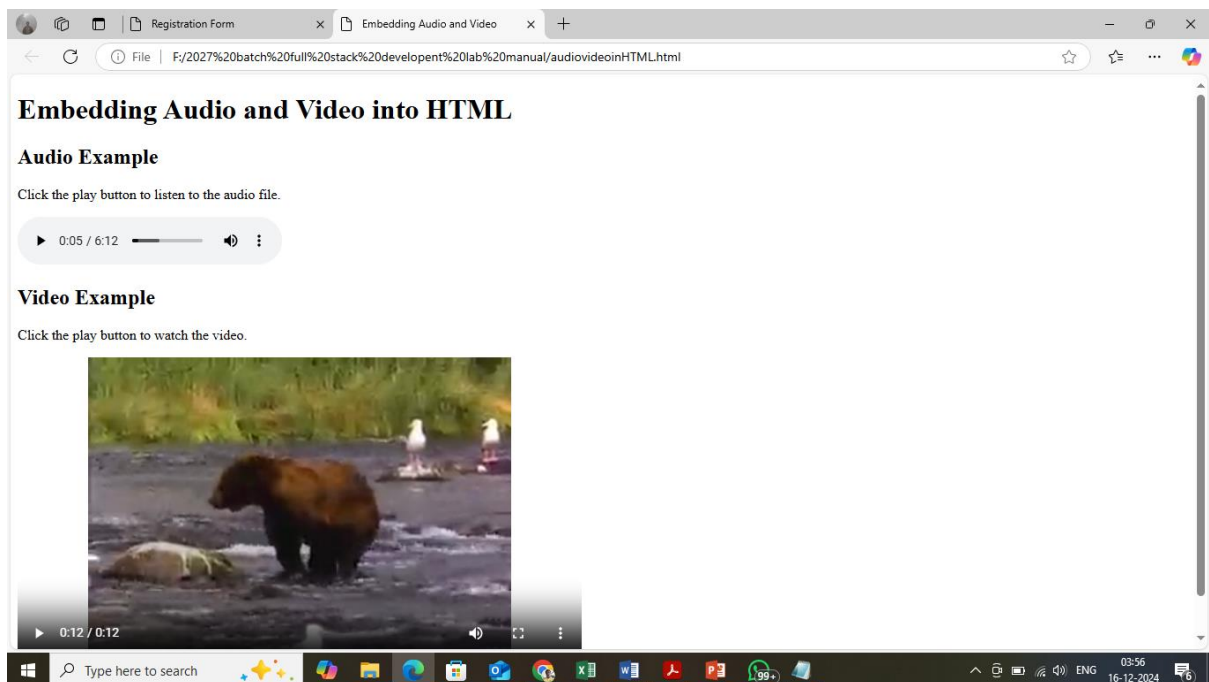 Registration Form
Embedding Audio and Video
File F:/2027%20batch%20full%20stack%20developent%20lab%20manual/audiovideoinHTML.html
Embedding Audio and Video into HTML
Audio Example
Click the play button to listen to the audio file.
0:05 / 6:12
Video Example
Click the play button to watch the video.
0:12 / 0:12
Type here to search
99+
ENG
03:56
16-12-2024
6